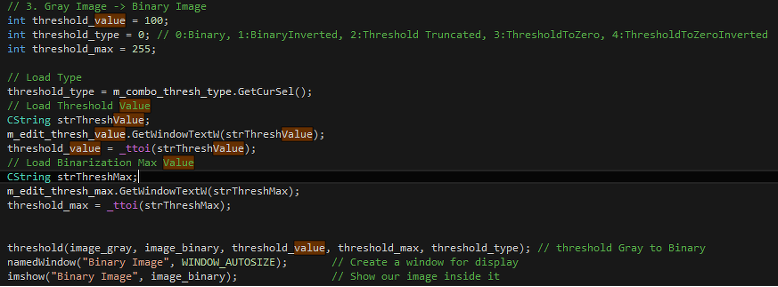 // 3. Gray Image -> Binary Image
int threshold_value = 100;
int threshold_type = 0; // 0:Binary, 1:BinaryInverted, 2:Threshold Truncated, 3:ThresholdToZero, 4:ThresholdToZeroInverted
int threshold_max = 255;
// Load Type
threshold_type = m_combo_thresh_type.GetCurSel();
// Load Threshold Value
CString strThreshValue;
m_edit_thresh_value.GetWindowTextW(strThreshValue);
threshold_value = _ttoi(strThreshValue);
// Load Binarization Max Value
CString strThreshMax;
m_edit_thresh_max.GetWindowTextW(strThreshMax);
threshold_max = _ttoi(strThreshMax);
threshold(image_gray, image_binary, threshold_value, threshold_max, threshold_type); // threshold Gray to Binary
namedWindow("Binary Image", WINDOW_AUTOSIZE); // Create a window for display
imshow("Binary Image", image_binary); // Show our image inside it